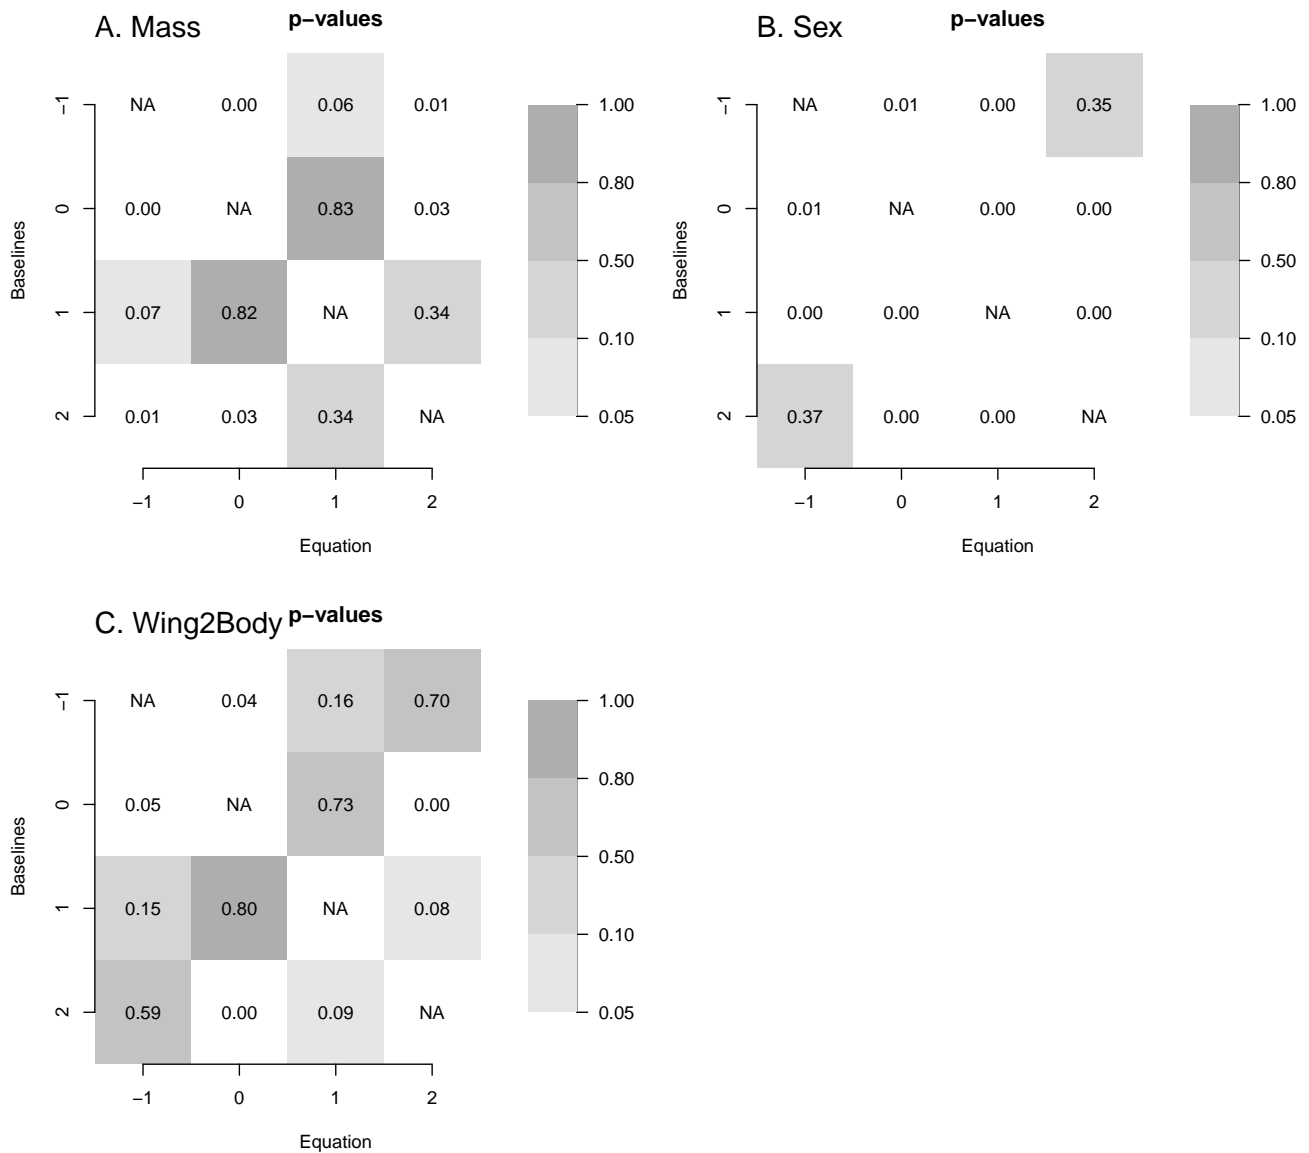 A. Mass
p−values
−1 NA 0.00 0.06 0.01
0 0.00 NA 0.83 0.03
1 0.07 0.82 NA 0.34
2 0.01 0.03 0.34 NA
Baselines
−1 0 1 2
Equation
1.00
0.80
0.50
0.10
0.05
B. Sex
p−values
−1 NA 0.01 0.00 0.35
0 0.01 NA 0.00 0.00
1 0.00 0.00 NA 0.00
2 0.37 0.00 0.00 NA
Baselines
−1 0 1 2
Equation
1.00
0.80
0.50
0.10
0.05
C. Wing2Body
p−values
−1 NA 0.04 0.16 0.70
0 0.05 NA 0.73 0.00
1 0.15 0.80 NA 0.08
2 0.59 0.00 0.09 NA
Baselines
−1 0 1 2
Equation
1.00
0.80
0.50
0.10
0.05